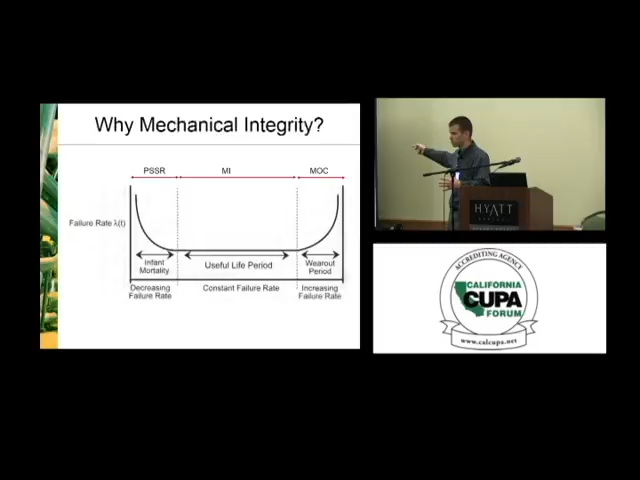 Why Mechanical Integrity?
PSSR MI MOC
Failure Rate λ(t)
Infant Mortality
Useful Life Period
Wearout Period
Decreasing Failure Rate
Constant Failure Rate
Increasing Failure Rate
HYATT
ACCREDITING AGENCY
CALIFORNIA
CUPA
FORUM
www.calcupa.net